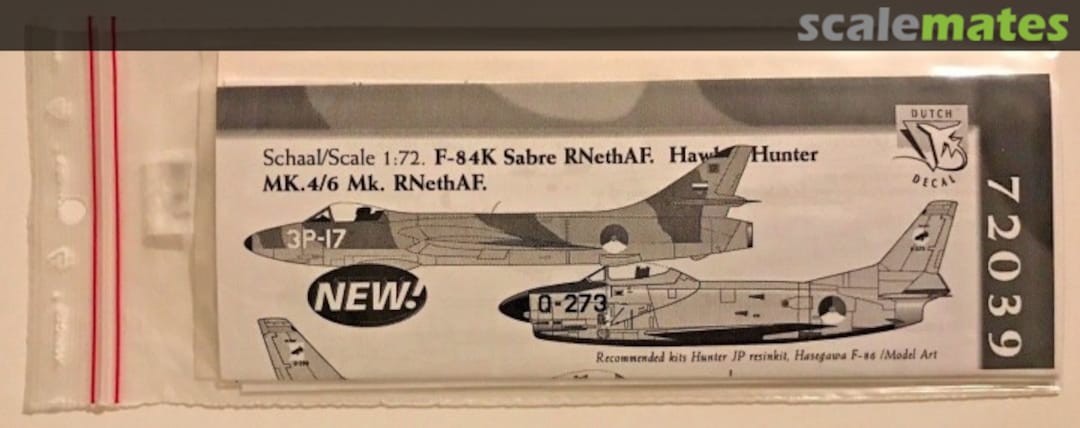 scalemates
DUTCH
DECAL
72039
Schaal/Scale 1:72. F-84K Sabre RNethAF. Hawker Hunter
MK.4/6 Mk. RNethAF.
3P-17
NEW!
Q-273
Recommended kits Hunter JP resinkit, Hasegawa F-86 /Model Art